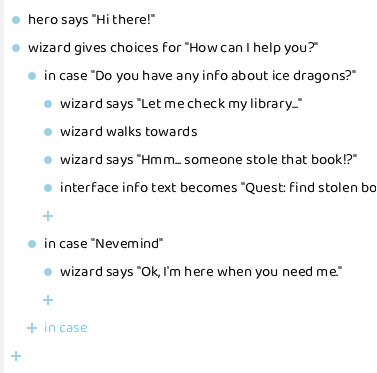 hero says "Hi there!"
wizard gives choices for "How can I help you?"
in case "Do you have any info about ice dragons?"
wizard says "Let me check my library..."
wizard walks towards
wizard says "Hmm... someone stole that book!?"
interface info text becomes "Quest: find stolen bo
in case "Nevemind"
wizard says "Ok, I'm here when you need me."
in case